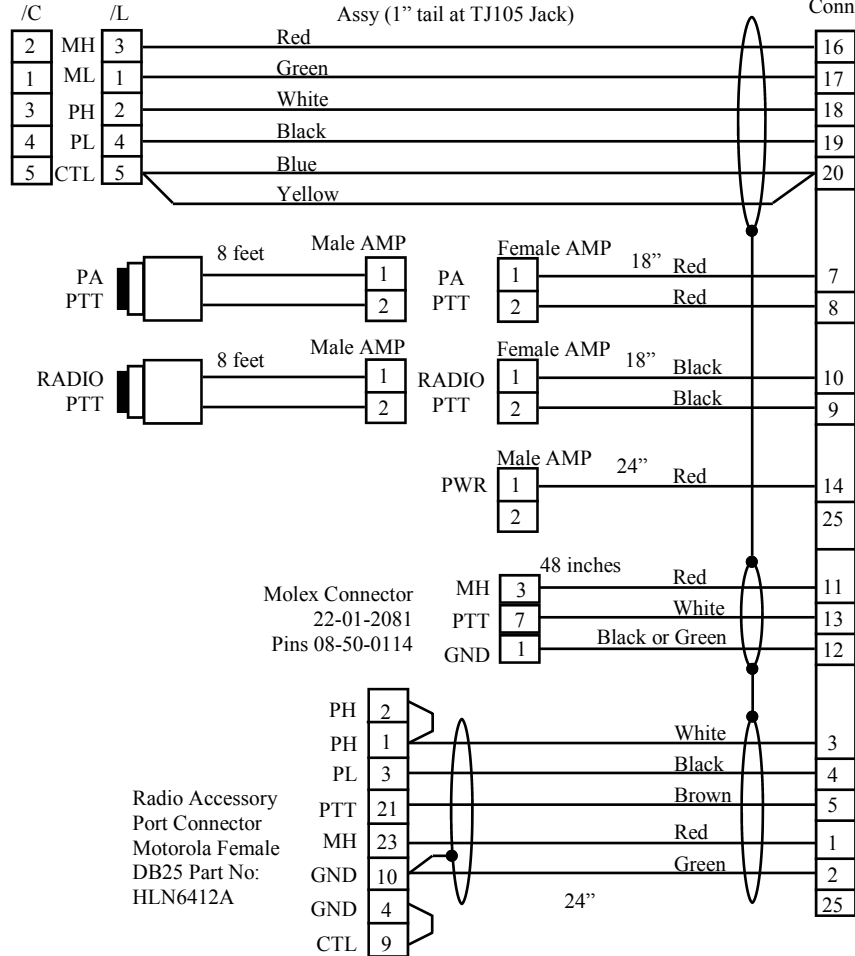 /C /L Assy (1” tail at TJ105 Jack) Conn
2 MH 3 Red 16
1 ML 1 Green 17
3 PH 2 White 18
4 PL 4 Black 19
5 CTL 5 Blue 20
Yellow
8 feet Male AMP Female AMP 18” Red
PA 1 PA 1 7
PTT 2 PTT 2 Red 8
8 feet Male AMP Female AMP 18” Black
RADIO 1 RADIO 1 10
PTT 2 PTT 2 Black 9
Male AMP 24” Red
PWR 1 14
2 25
48 inches
Molex Connector MH 3 Red 11
22-01-2081 PTT 7 White 13
Pins 08-50-0114 GND 1 Black or Green 12
PH 2
PH 1 White 3
PL 3 Black 4
Radio Accessory PTT 21 Brown 5
Port Connector
Motorola Female MH 23 Red 1
DB25 Part No: GND 10 Green 2
HLN6412A GND 4 24” 25
CTL 9